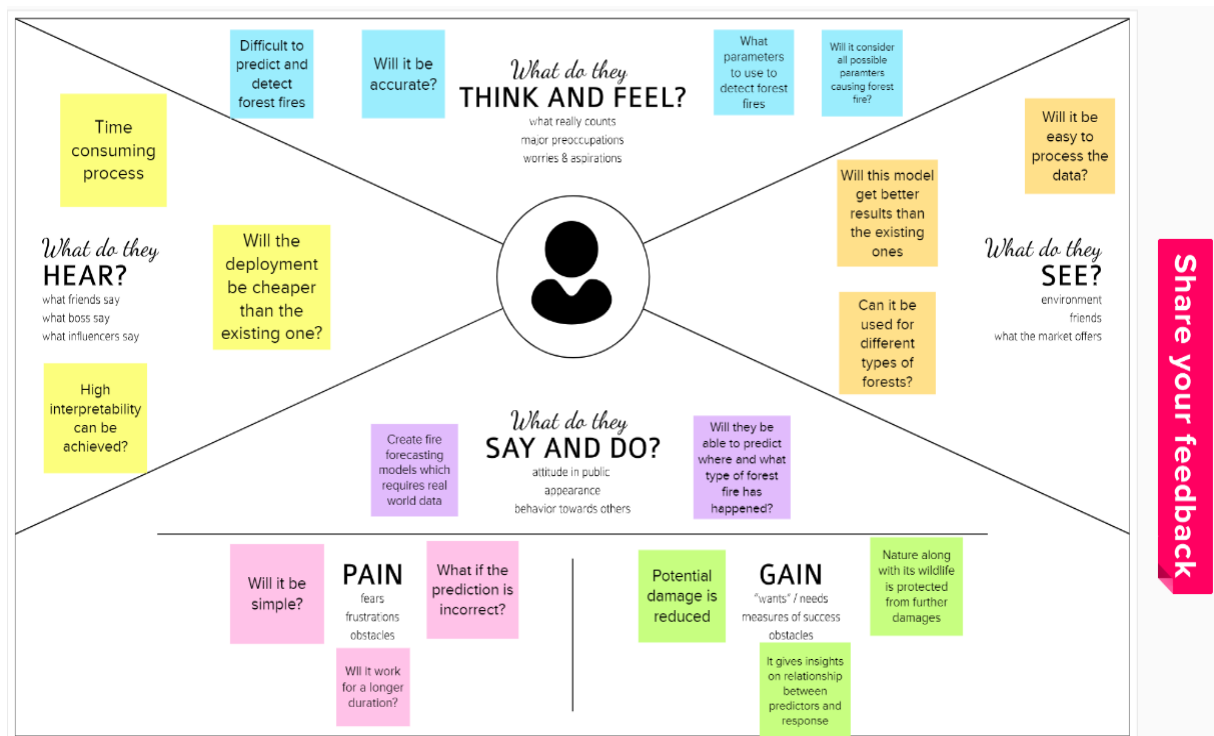 Difficult to
predict and
detect
forest fires
Will it be
accurate?
What do they
THINK AND FEEL?
what really counts
major preoccupations
worries & aspirations
What
parameters
to use to
detect forest
fires
Will it consider
all possible
paramters
causing forest
fire?
Time
consuming
process
What do they
HEAR?
what friends say
what boss say
what influencers say
Will the
deployment
be cheaper
than the
existing one?
High
interpretability
can be
achieved?
Will it be
easy to
process the
data?
Will this model
get better
results than
the existing
ones
What do they
SEE?
environment
friends
what the market offers
Can it be
used for
different
types of
forests?
Create fire
forecasting
models which
requires real
world data
What do they
SAY AND DO?
attitude in public
appearance
behavior towards others
Will they be
able to predict
where and what
type of forest
fire has
happened?
Will it be
simple?
PAIN
fears
frustrations
obstacles
What if the
prediction is
incorrect?
Will it work
for a longer
duration?
Potential
damage is
reduced
GAIN
"wants" / needs
measures of success
obstacles
Nature along
with its wildlife
is protected
from further
damages
It gives insights
on relationship
between
predictors and
response
Share your feedback